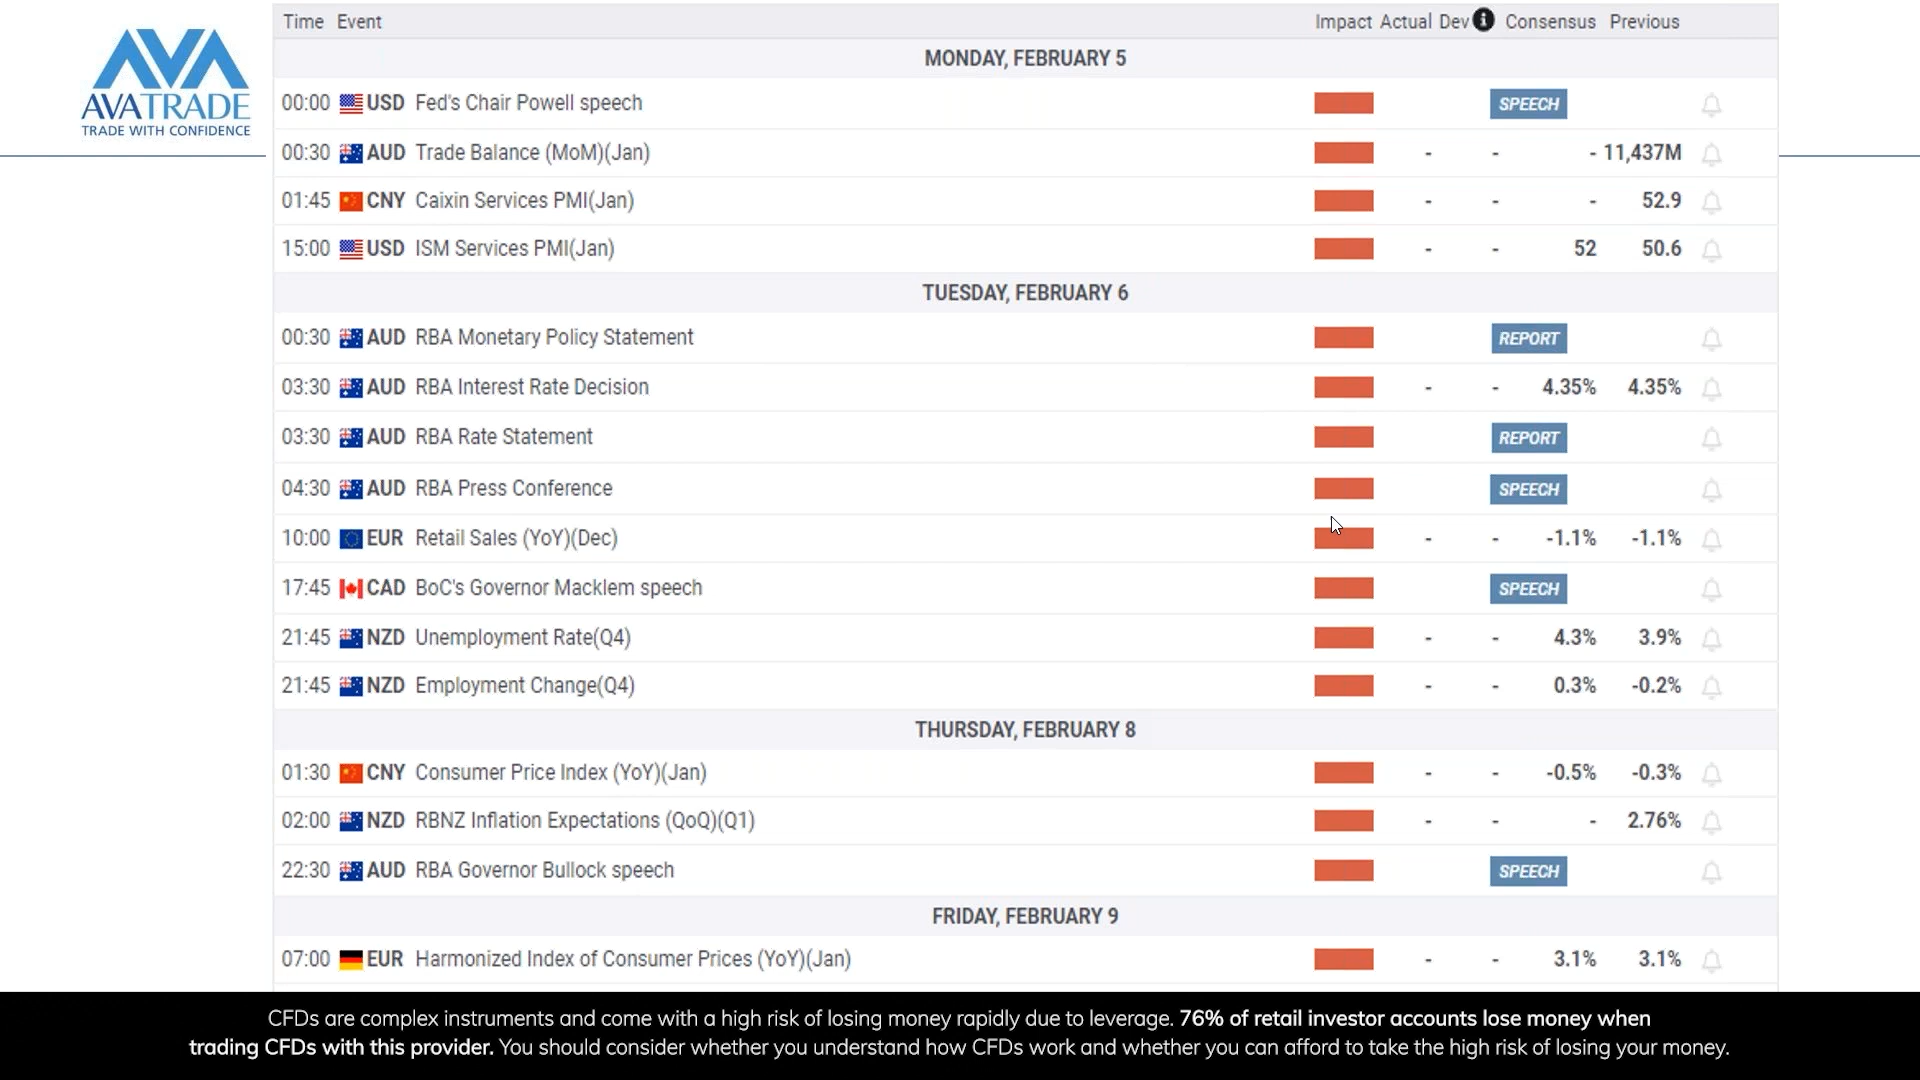 AVATRADE
TRADE WITH CONFIDENCE
Time Event Impact Actual Dev i Consensus Previous
MONDAY, FEBRUARY 5
00:00 USD Fed's Chair Powell speech SPEECH
00:30 AUD Trade Balance (MoM)(Jan) - - - 11,437M
01:45 CNY Caixin Services PMI(Jan) - - - 52.9
15:00 USD ISM Services PMI(Jan) - - 52 50.6
TUESDAY, FEBRUARY 6
00:30 AUD RBA Monetary Policy Statement REPORT
03:30 AUD RBA Interest Rate Decision - - 4.35% 4.35%
03:30 AUD RBA Rate Statement REPORT
04:30 AUD RBA Press Conference SPEECH
10:00 EUR Retail Sales (YoY)(Dec) - - -1.1% -1.1%
17:45 CAD BoC's Governor Macklem speech SPEECH
21:45 NZD Unemployment Rate(Q4) - - 4.3% 3.9%
21:45 NZD Employment Change(Q4) - - 0.3% -0.2%
THURSDAY, FEBRUARY 8
01:30 CNY Consumer Price Index (YoY)(Jan) - - -0.5% -0.3%
02:00 NZD RBNZ Inflation Expectations (QoQ)(Q1) - - - 2.76%
22:30 AUD RBA Governor Bullock speech SPEECH
FRIDAY, FEBRUARY 9
07:00 EUR Harmonized Index of Consumer Prices (YoY)(Jan) - - 3.1% 3.1%
CFDs are complex instruments and come with a high risk of losing money rapidly due to leverage. 76% of retail investor accounts lose money when
trading CFDs with this provider. You should consider whether you understand how CFDs work and whether you can afford to take the high risk of losing your money.